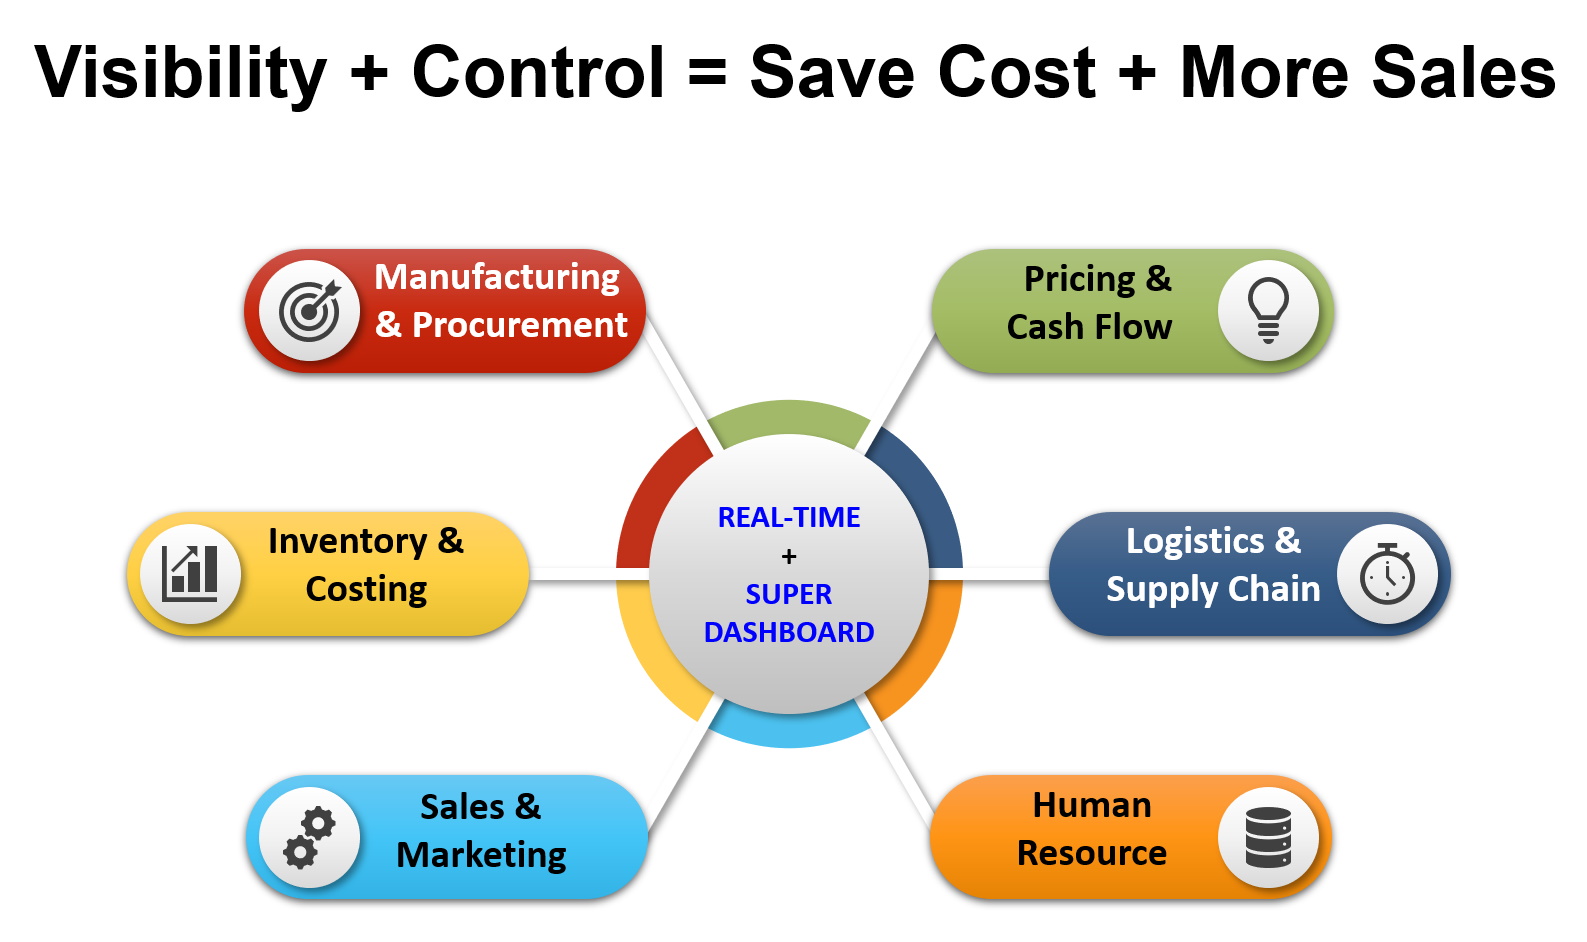 Visibility + Control = Save Cost + More Sales
Manufacturing
& Procurement
Pricing &
Cash Flow
Inventory &
Costing
REAL-TIME
+
SUPER
DASHBOARD
Logistics &
Supply Chain
Sales &
Marketing
Human
Resource